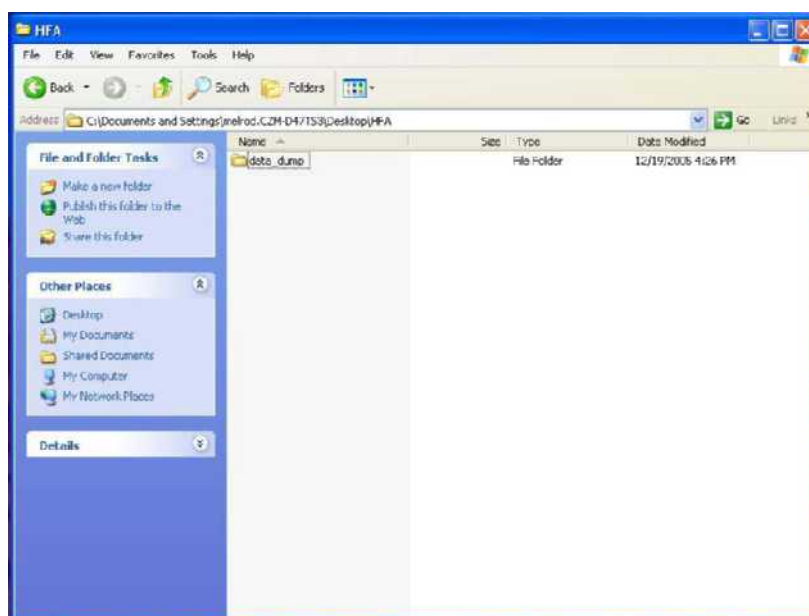 HFA
File Edit View Favorites Tools Help
Back Search Folders
Address C:\Documents and Settings\melrod.CZM-D471S3\Desktop\HFA Go Links
Name Size Type Date Modified
data_dump File Folder 12/19/2006 4:26 PM
File and Folder Tasks
Make a new folder
Publish this folder to the
Web
Share this folder
Other Places
Desktop
My Documents
Shared Documents
My Computer
My Network Places
Details